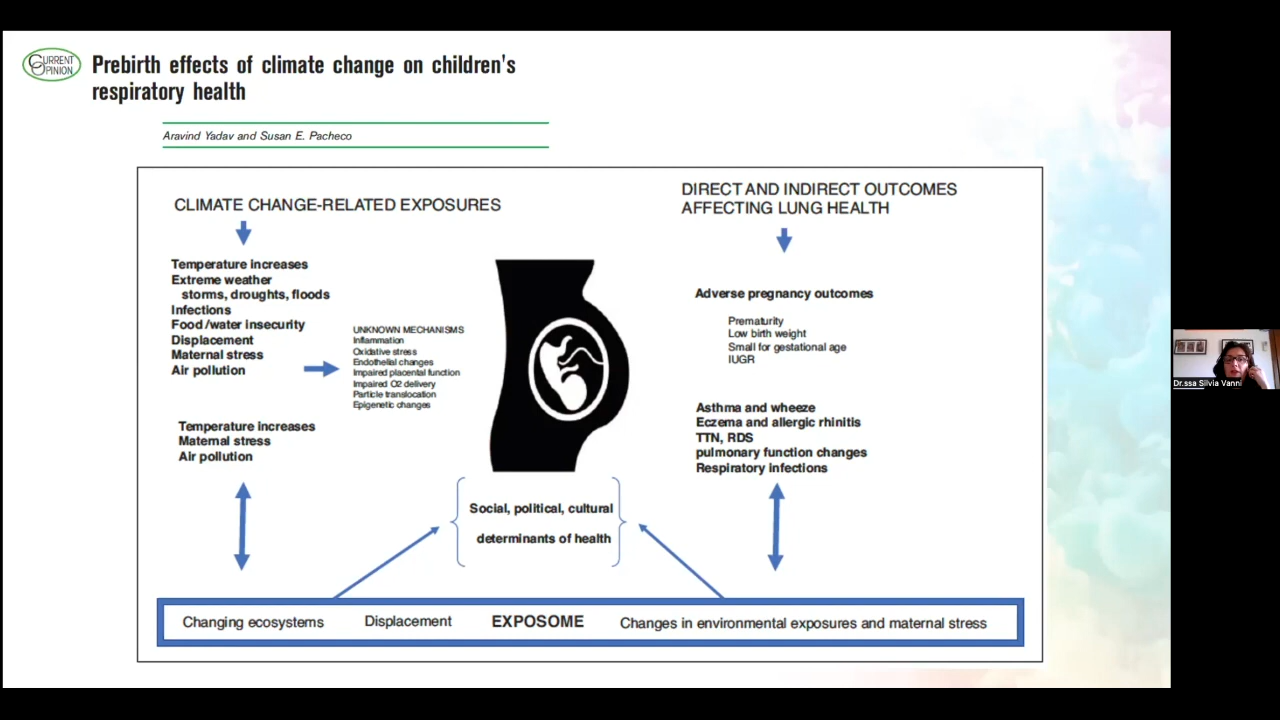 CURRENT
OPINION
Prebirth effects of climate change on children's
respiratory health
Aravind Yadav and Susan E. Pacheco
CLIMATE CHANGE-RELATED EXPOSURES
Temperature increases
Extreme weather
storms, droughts, floods
Infections
Food/water insecurity
Displacement
Maternal stress
Air pollution
Temperature increases
Maternal stress
Air pollution
UNKNOWN MECHANISMS
Inflammation
Oxidative stress
Endothelial changes
Impaired placental function
Impaired O2 delivery
Particle translocation
Epigenetic changes
DIRECT AND INDIRECT OUTCOMES
AFFECTING LUNG HEALTH
Adverse pregnancy outcomes
Prematurity
Low birth weight
Small for gestational age
IUGR
Asthma and wheeze
Eczema and allergic rhinitis
TTN, RDS
pulmonary function changes
Respiratory infections
Social, political, cultural
determinants of health
Changing ecosystems Displacement EXPOSOME Changes in environmental exposures and maternal stress
Dr.ssa Silvia Vanni